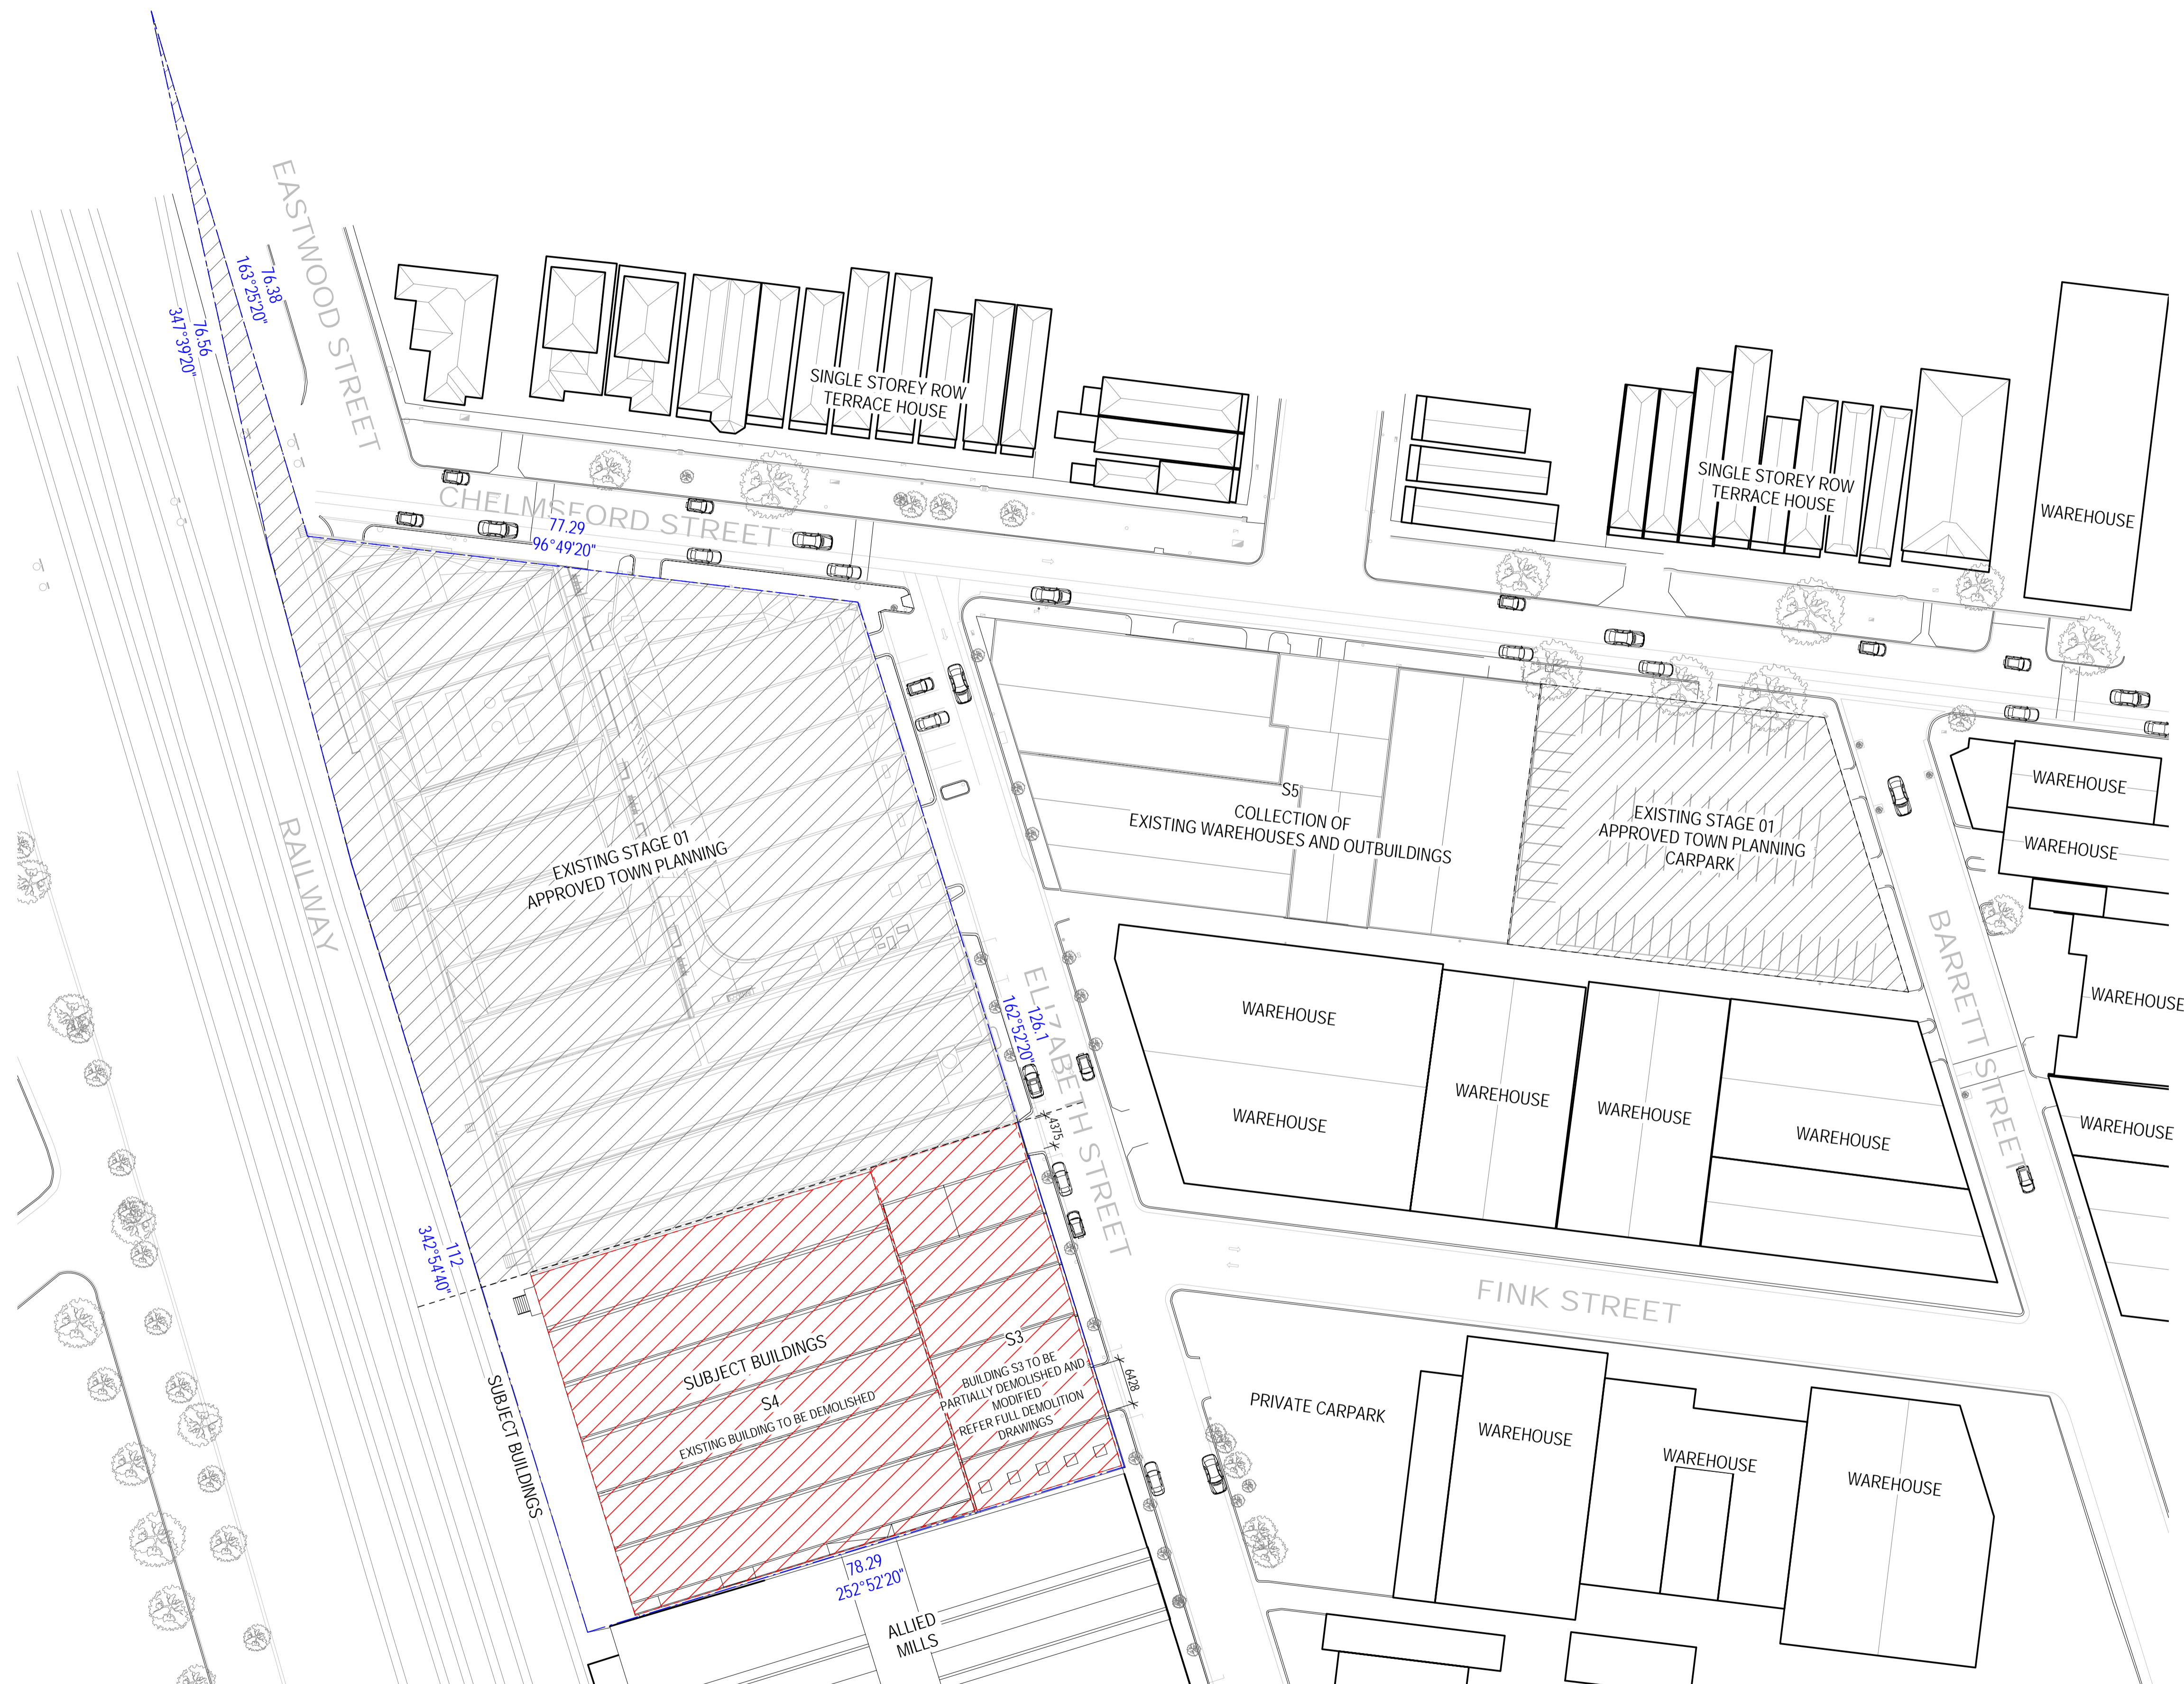 EASTWOOD STREET
76.38
163°25'20"
76.56
347°39'20"
SINGLE STOREY ROW
TERRACE HOUSE
CHELMSFORD STREET
77.29
96°49'20"
SINGLE STOREY ROW
TERRACE HOUSE
WAREHOUSE
RAILWAY
EXISTING STAGE 01
APPROVED TOWN PLANNING
S5
COLLECTION OF
EXISTING WAREHOUSES AND OUTBUILDINGS
EXISTING STAGE 01
APPROVED TOWN PLANNING
CARPARK
WAREHOUSE
WAREHOUSE
BARRETT STREET
WAREHOUSE
WAREHOUSE
ELIZABETH STREET
126.1
162°52'20"
WAREHOUSE
WAREHOUSE
WAREHOUSE
WAREHOUSE
WAREHOUSE
4375
112
342°54'40"
FINK STREET
SUBJECT BUILDINGS
SUBJECT BUILDINGS
S4
EXISTING BUILDING TO BE DEMOLISHED
S3
BUILDING S3 TO BE
PARTIALLY DEMOLISHED AND
MODIFIED
REFER FULL DEMOLITION
DRAWINGS
6428
PRIVATE CARPARK
WAREHOUSE
WAREHOUSE
WAREHOUSE
78.29
252°52'20"
ALLIED
MILLS